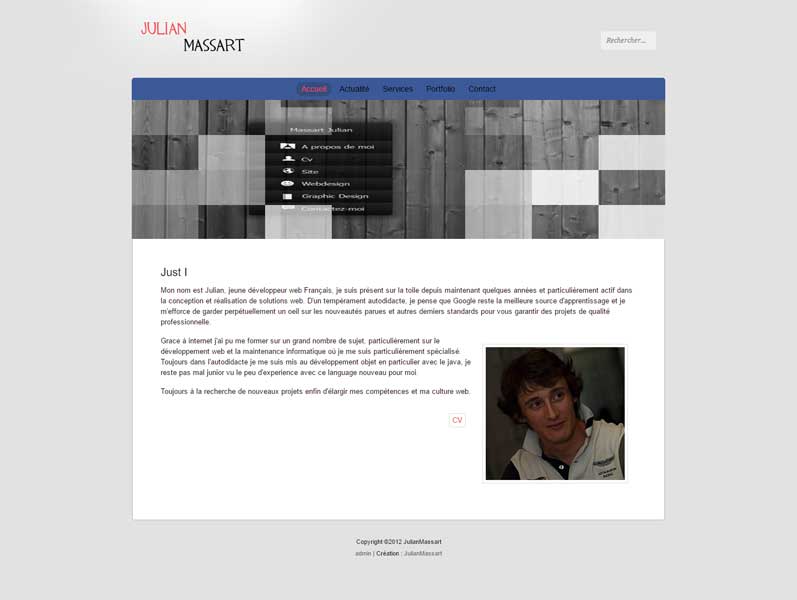 JULIAN
MASSART
Rechercher...
Accueil Actualité Services Portfolio Contact
Massart Julian
A propos de moi
Cv
Site
Webdesign
Graphic Design
Contactez-moi
Just I
Mon nom est Julian, jeune développeur web Français, je suis présent sur la toile depuis maintenant quelques années et particulièrement actif dans
la conception et réalisation de solutions web. D'un tempérament autodidacte, je pense que Google reste la meilleure source d'apprentissage et je
m'efforce de garder perpétuellement un oeil sur les nouveautés parues et autres derniers standards pour vous garantir des projets de qualité
professionnelle.
Grace à internet j'ai pu me former sur un grand nombre de sujet, particulièrement sur le
développement web et la maintenance informatique où je me suis particulièrement spécialisé.
Toujours dans l'autodidacte je me suis mis au développement objet en particulier avec le java, je
reste pas mal junior vu le peu d'experience avec ce language nouveau pour moi.
Toujours à la recherche de nouveaux projets enfin d'élargir mes compétences et ma culture web.
CV
Copyright ©2012 JulianMassart
admin | Création : JulianMassart